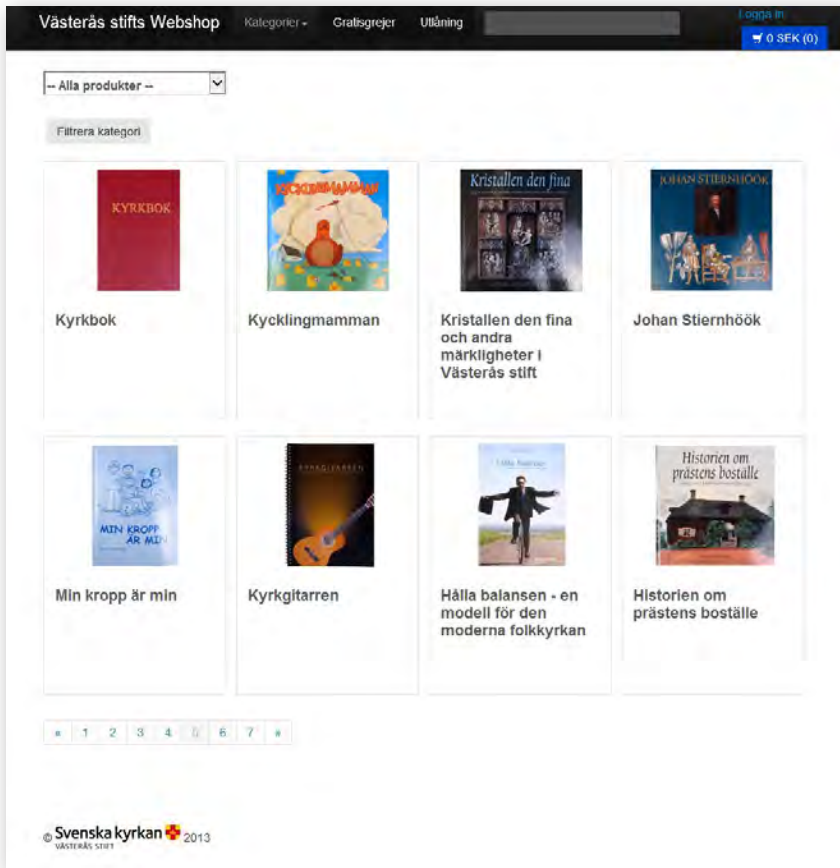 Västerås stifts Webshop Kategorier Gratisgrejer Utlåning Logga in
0 SEK (0)
-- Alla produkter --
Filtrera kategori
KYRKBOK
KYCKLINGMAMMAN
Kristallen den fina
JOHAN STIERNHÖÖK
Kyrkbok
Kycklingmamman
Kristallen den fina
och andra
märkligheter i
Västerås stift
Johan Stiernhöök
MIN KROPP
ÄR MIN
KYRKGITARREN
Hålla balansen
Historien om
prästens boställe
Min kropp är min
Kyrkgitarren
Hålla balansen - en
modell för den
moderna folkkyrkan
Historien om
prästens boställe
« 1 2 3 4 5 6 7 »
© Svenska kyrkan 2013
VÄSTERÅS STIFT